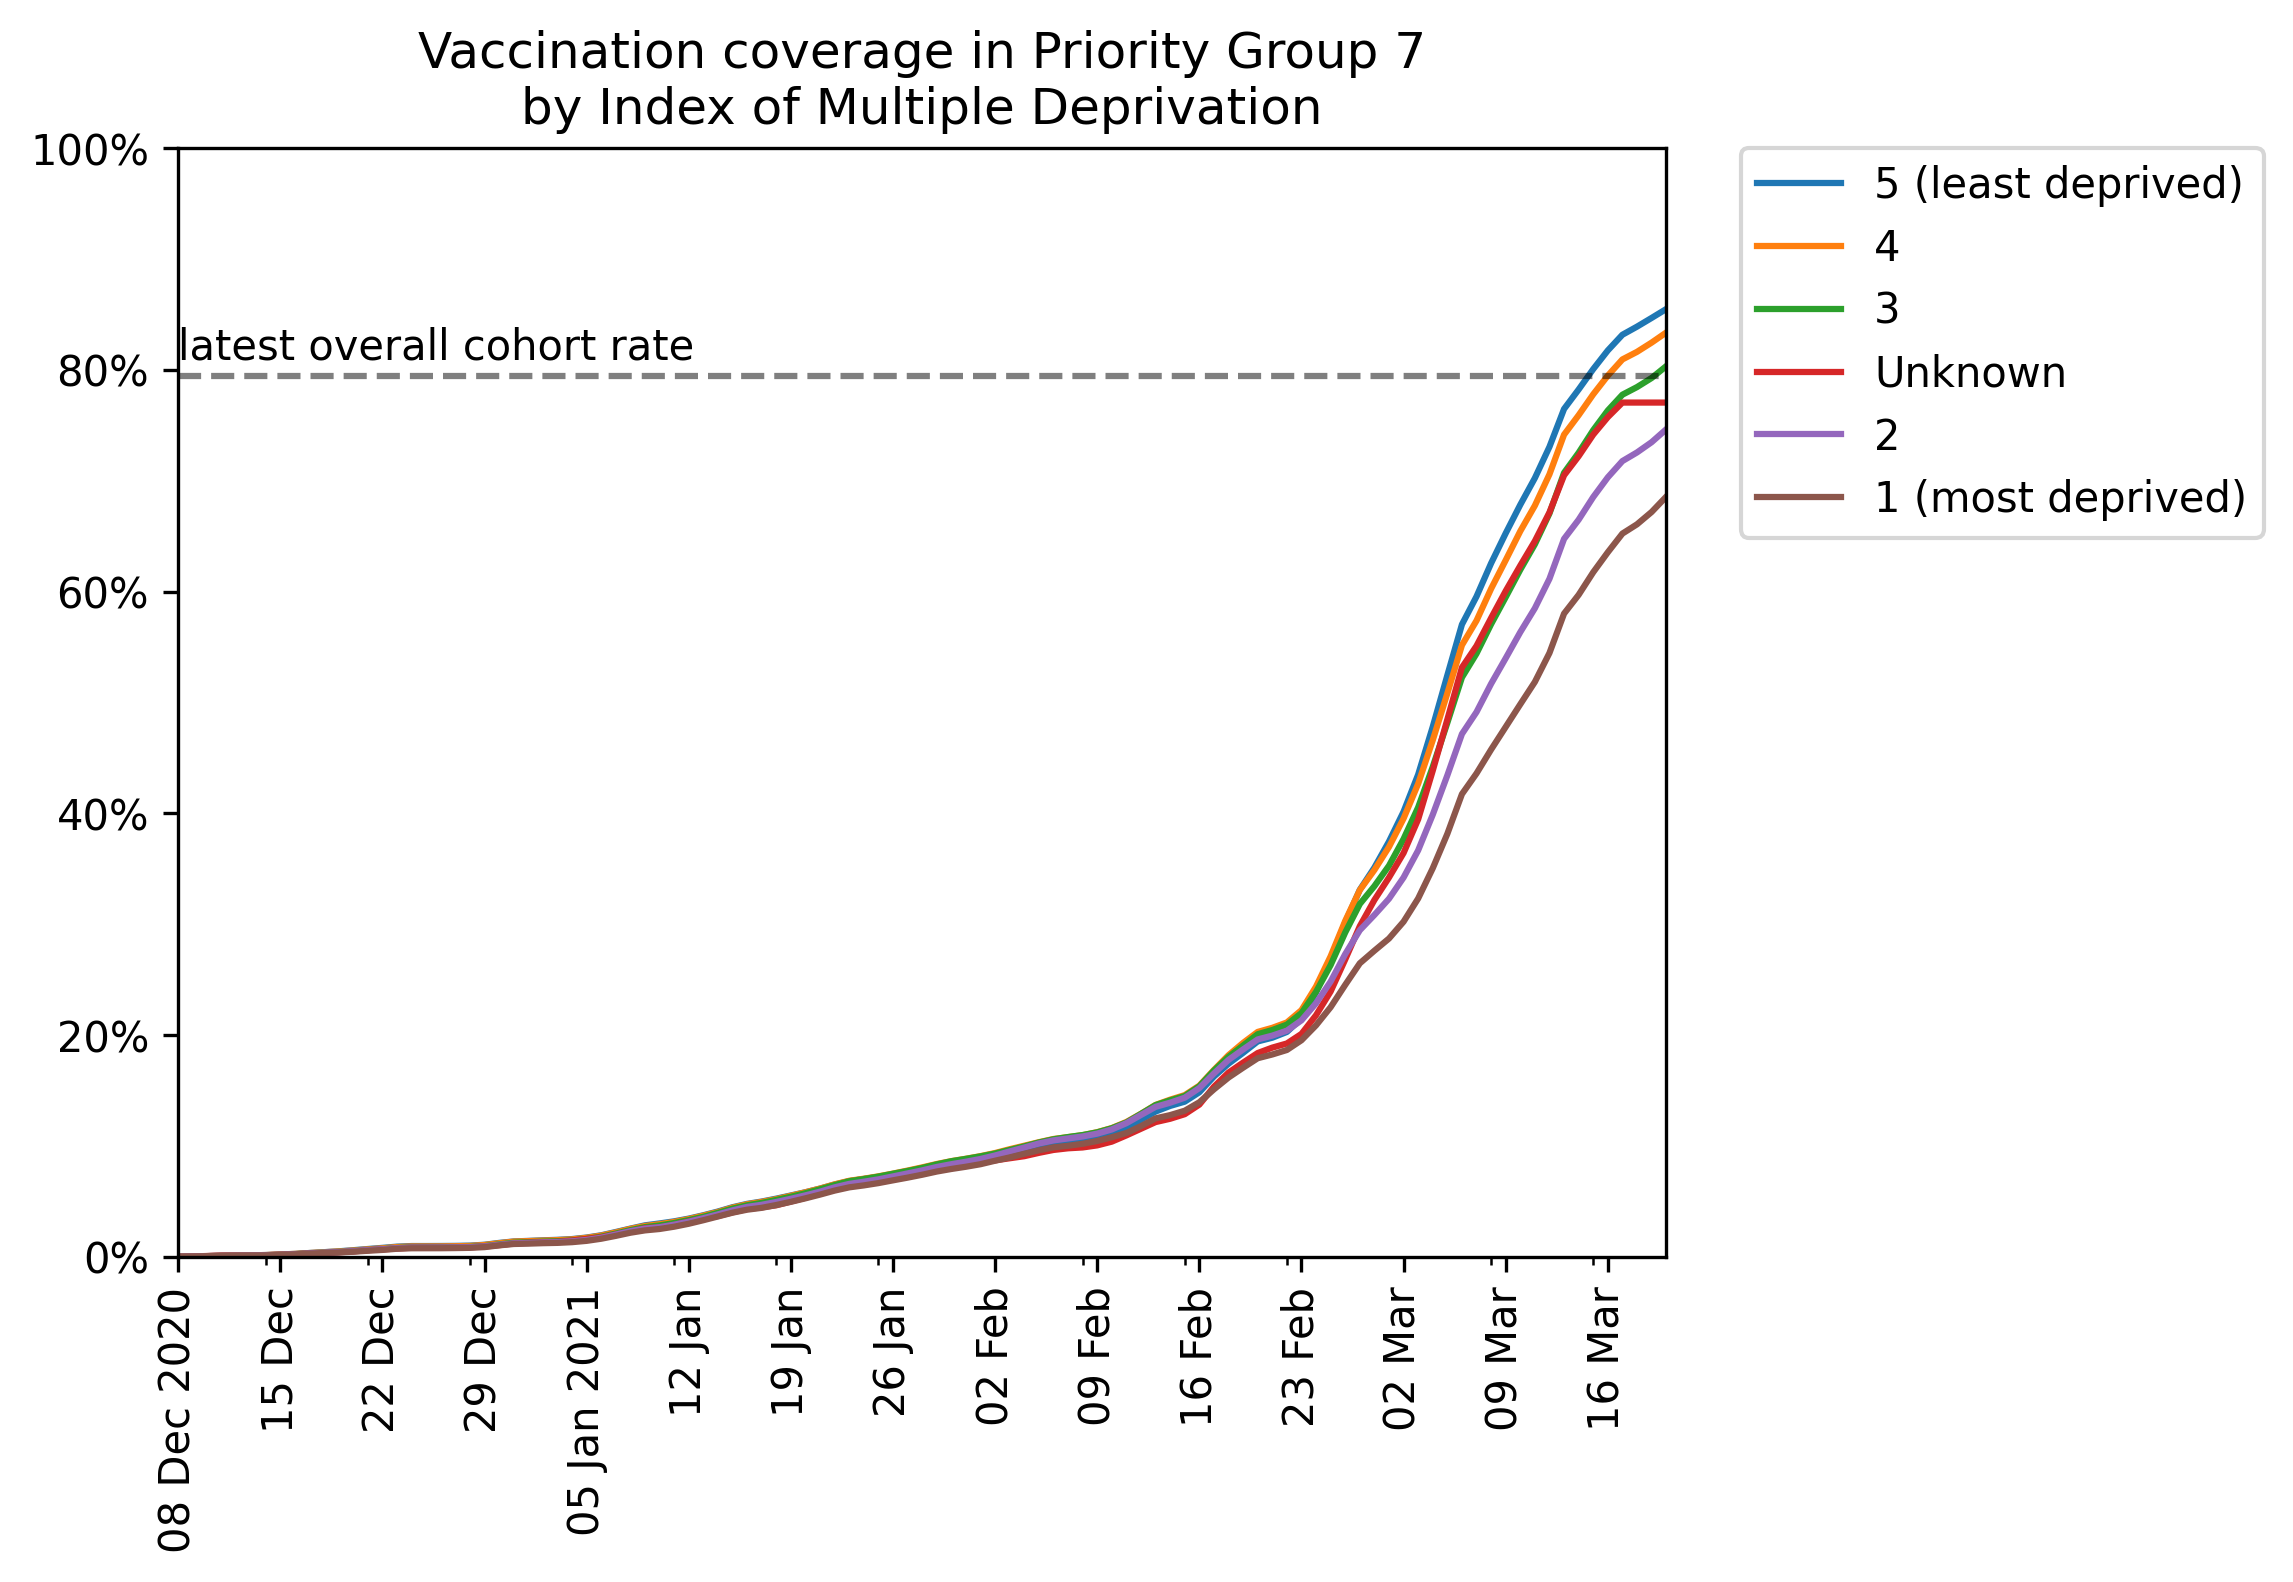 Vaccination coverage in Priority Group 7
by Index of Multiple Deprivation
100%
80%
60%
40%
20%
0%
latest overall cohort rate
08 Dec 2020
15 Dec
22 Dec
29 Dec
05 Jan 2021
12 Jan
19 Jan
26 Jan
02 Feb
09 Feb
16 Feb
23 Feb
02 Mar
09 Mar
16 Mar
5 (least deprived)
4
3
Unknown
2
1 (most deprived)